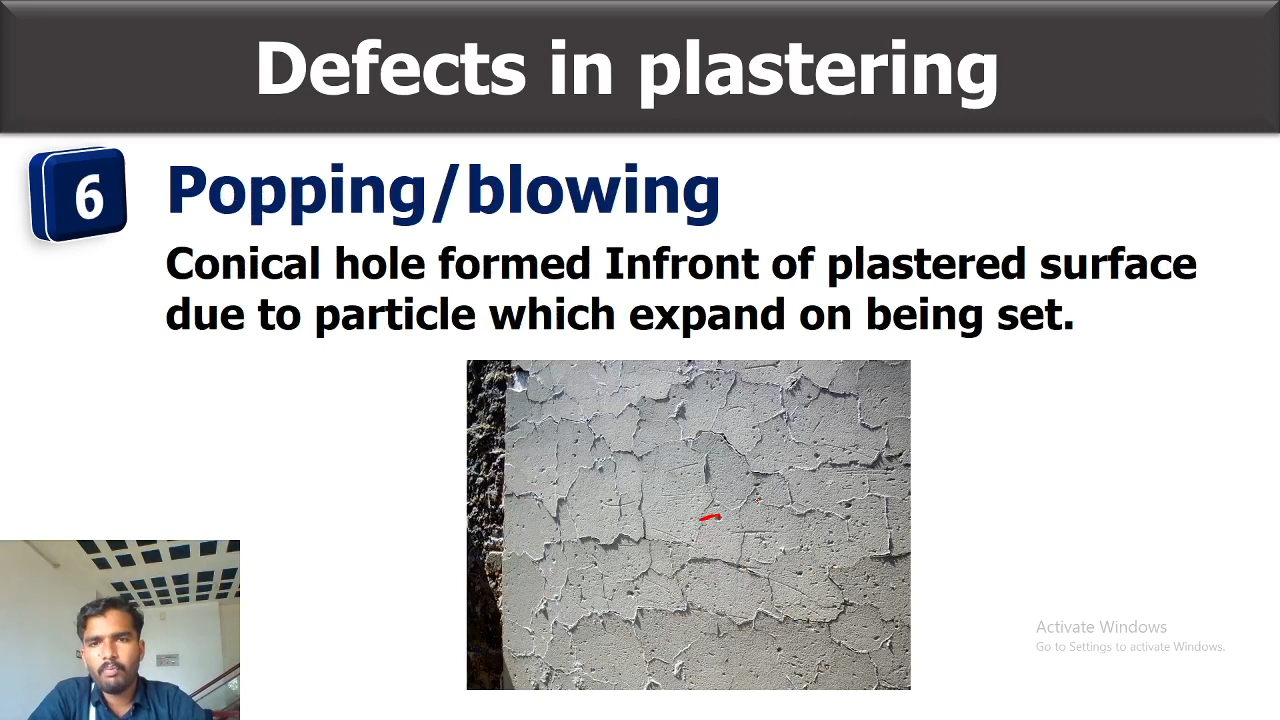 Defects in plastering
6
Popping/blowing
Conical hole formed Infront of plastered surface
due to particle which expand on being set.
Activate Windows
Go to Settings to activate Windows.